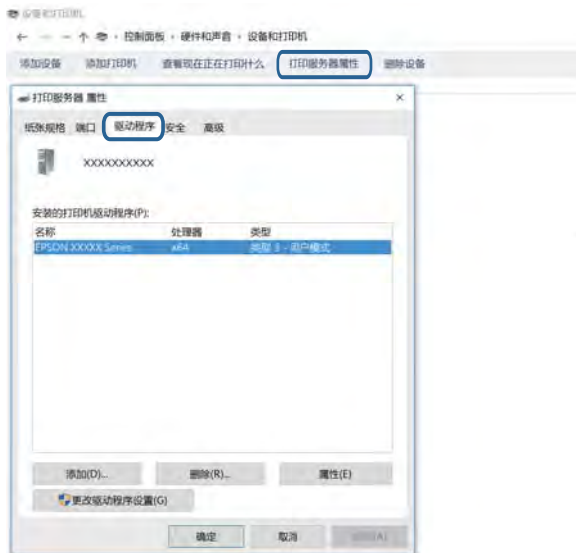 设备和打印机
控制面板 › 硬件和声音 › 设备和打印机
添加设备 添加打印机 查看现在正在打印什么 打印服务器属性 删除设备
打印服务器 属性
纸张规格 端口 驱动程序 安全 高级
XXXXXXXXXX
安装的打印机驱动程序(P):
名称 处理器 类型
EPSON XXXXX Series x64 类型 3 - 用户模式
添加(D)... 删除(R)... 属性(E)
更改驱动程序设置(G)
确定 取消